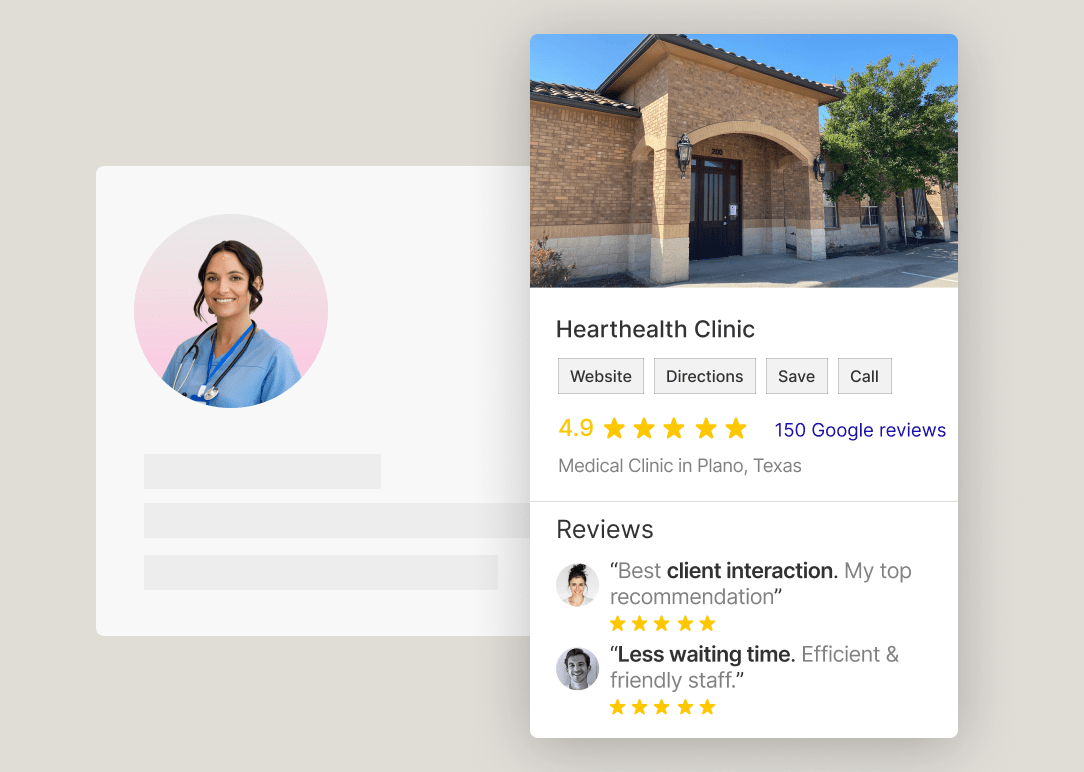 200
Hearthealth Clinic
Website Directions Save Call
4.9 150 Google reviews
Medical Clinic in Plano, Texas
Reviews
“Best client interaction. My top
recommendation”
“Less waiting time. Efficient &
friendly staff.”